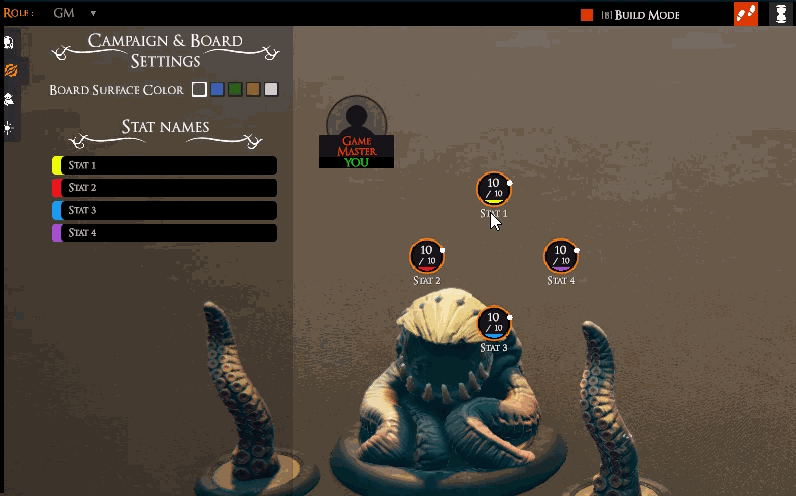 Role: GM
[B] Build Mode
Campaign & Board
Settings
Board Surface Color
Stat names
Stat 1
Stat 2
Stat 3
Stat 4
Game
Master
YOU
10
/ 10
Stat 1
10
/ 10
Stat 2
10
/ 10
Stat 4
10
/ 10
Stat 3